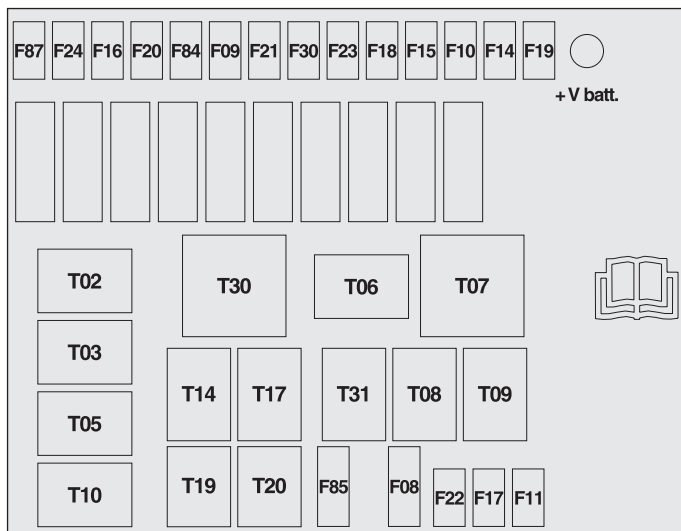 F87 F24 F16 F20 F84 F09 F21 F30 F23 F18 F15 F10 F14 F19
+ V batt.
T02 T30 T06 T07
T03
T14 T17 T31 T08 T09
T05
T10 T19 T20 F85 F08 F22 F17 F11